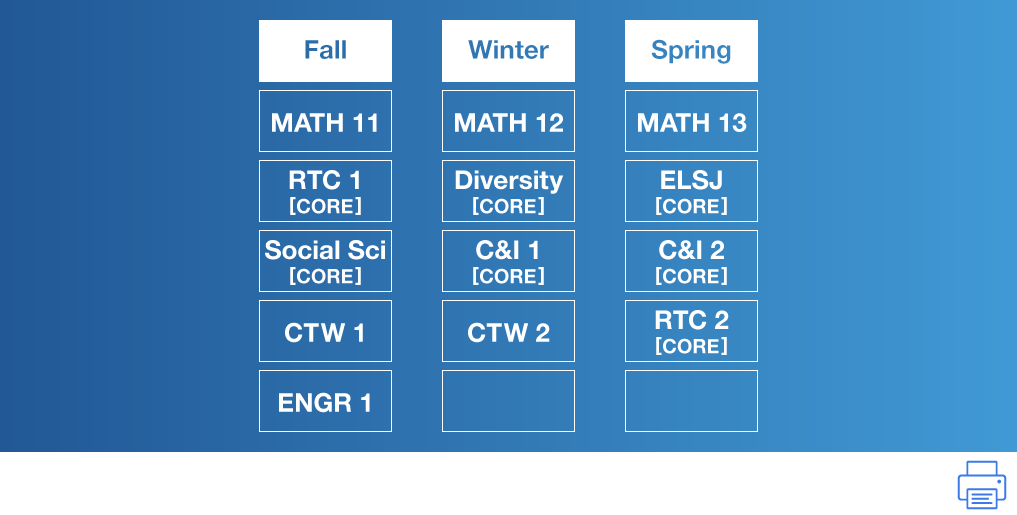 Fall Winter Spring
MATH 11 MATH 12 MATH 13
RTC 1 Diversity ELSJ
[CORE] [CORE] [CORE]
Social Sci C&I 1 C&I 2
[CORE] [CORE] [CORE]
CTW 1 CTW 2 RTC 2
[CORE]
ENGR 1